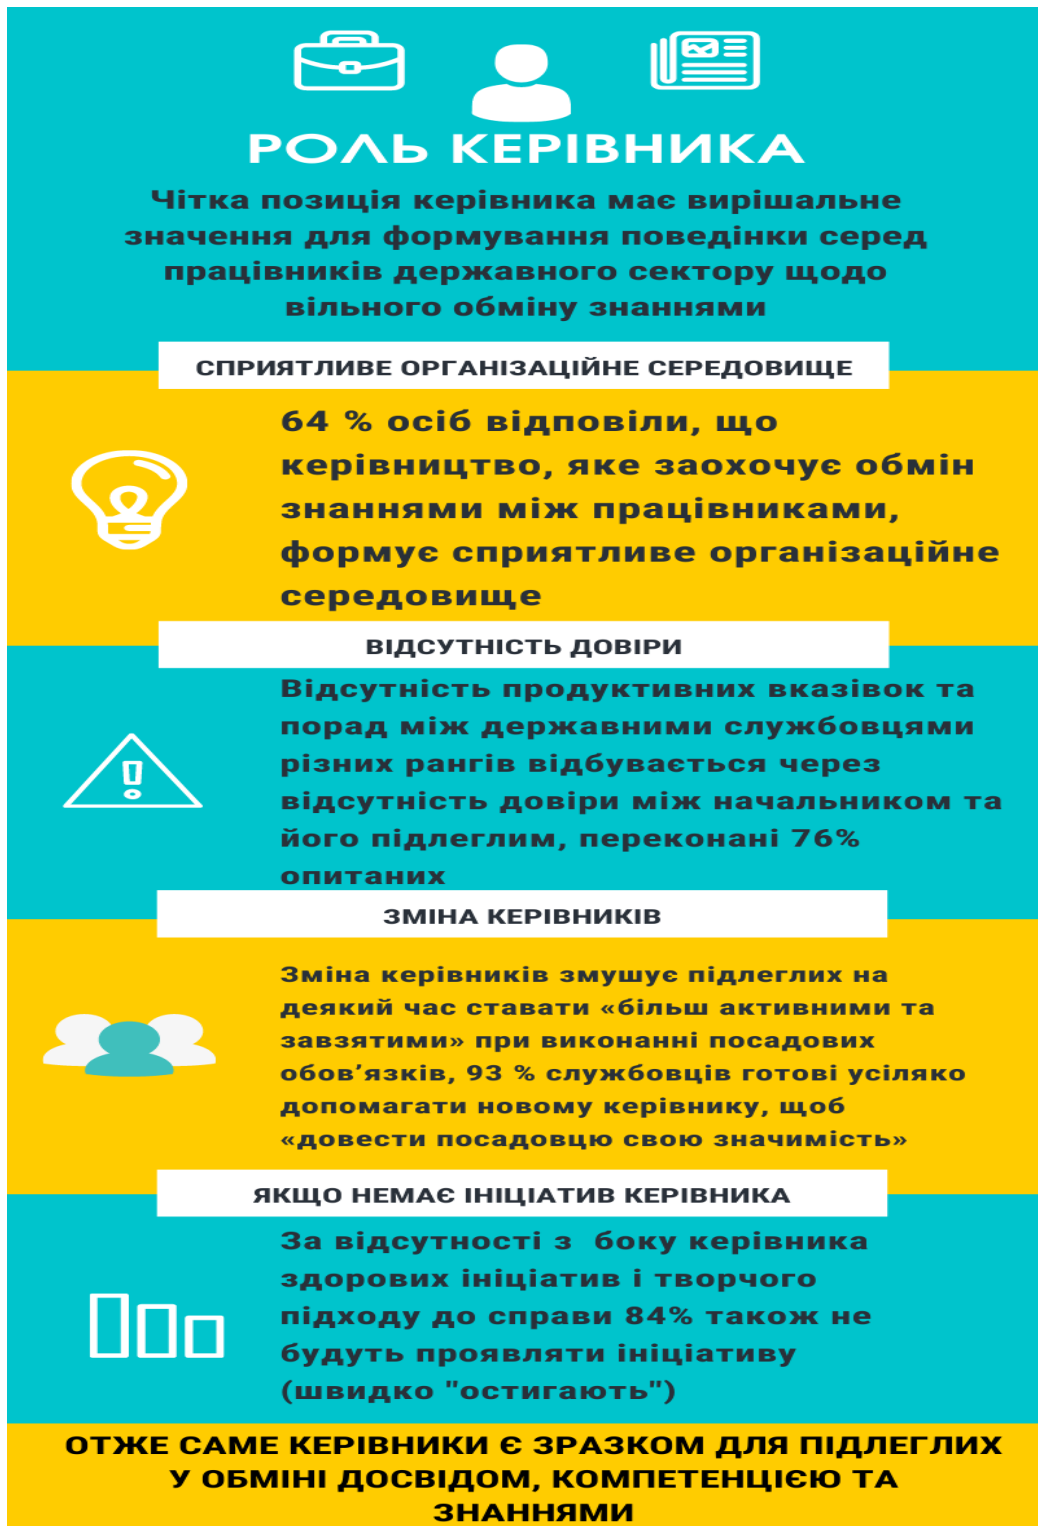 РОЛЬ КЕРІВНИКА
Чітка позиція керівника має вирішальне
значення для формування поведінки серед
працівників державного сектору щодо
вільного обміну знаннями
СПРИЯТЛИВЕ ОРГАНІЗАЦІЙНЕ СЕРЕДОВИЩЕ
64 % осіб відповіли, що
керівництво, яке заохочує обмін
знаннями між працівниками,
формує сприятливе організаційне
середовище
ВІДСУТНІСТЬ ДОВІРИ
Відсутність продуктивних вказівок та
порад між державними службовцями
різних рангів відбувається через
відсутність довіри між начальником та
його підлеглим, переконані 76%
опитаних
ЗМІНА КЕРІВНИКІВ
Зміна керівників змушує підлеглих на
деякий час ставати «більш активними та
завзятими» при виконанні посадових
обов’язків, 93 % службовців готові усіляко
допомагати новому керівнику, щоб
«довести посадовцю свою значимість»
ЯКЩО НЕМАЄ ІНІЦІАТИВ КЕРІВНИКА
За відсутності з  боку керівника
здорових ініціатив і творчого
підходу до справи 84% також не
будуть проявляти ініціативу
(швидко "остигають")
ОТЖЕ САМЕ КЕРІВНИКИ Є ЗРАЗКОМ ДЛЯ ПІДЛЕГЛИХ
У ОБМІНІ ДОСВІДОМ, КОМПЕТЕНЦІЄЮ ТА
ЗНАННЯМИ